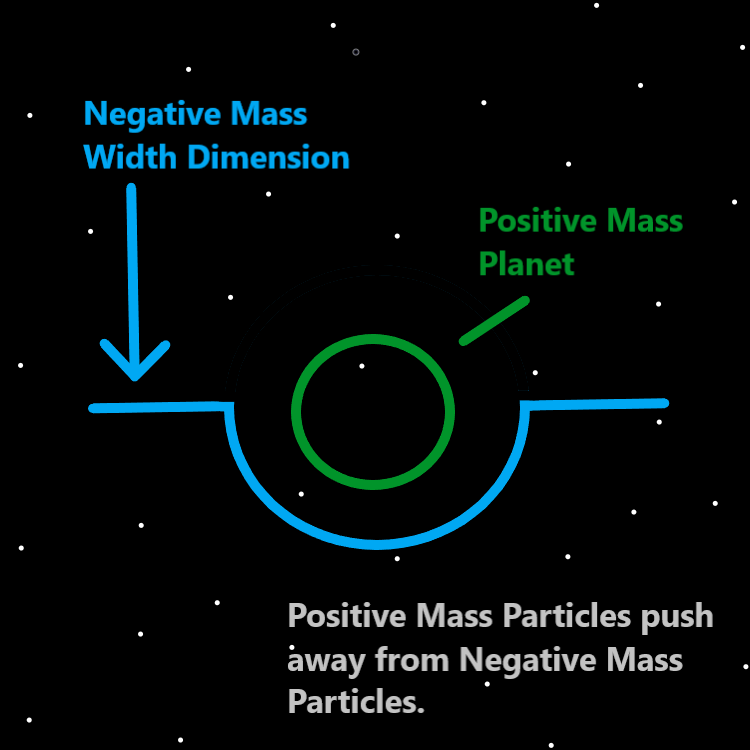 Negative Mass
Width Dimension
Positive Mass
Planet
Positive Mass Particles push
away from Negative Mass
Particles.